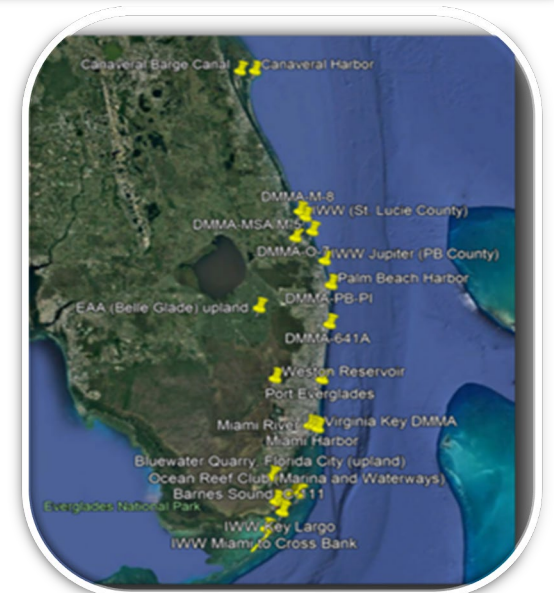 Canaveral Barge Canal
Canaveral Harbor
DMMA-M-8
IWW (St. Lucie County)
DMMA-MSA M-5
DMMA-O-7
IWW Jupiter (PB County)
Palm Beach Harbor
DMMA-PB-PI
EAA (Belle Glade) upland
DMMA-641A
Weston Reservoir
Port Everglades
Miami River
Virginia Key DMMA
Miami Harbor
Bluewater Quarry, Florida City (upland)
Ocean Reef Club (Marina and Waterways)
Barnes Sound
Everglades National Park
IWW Key Largo
IWW Miami to Cross Bank